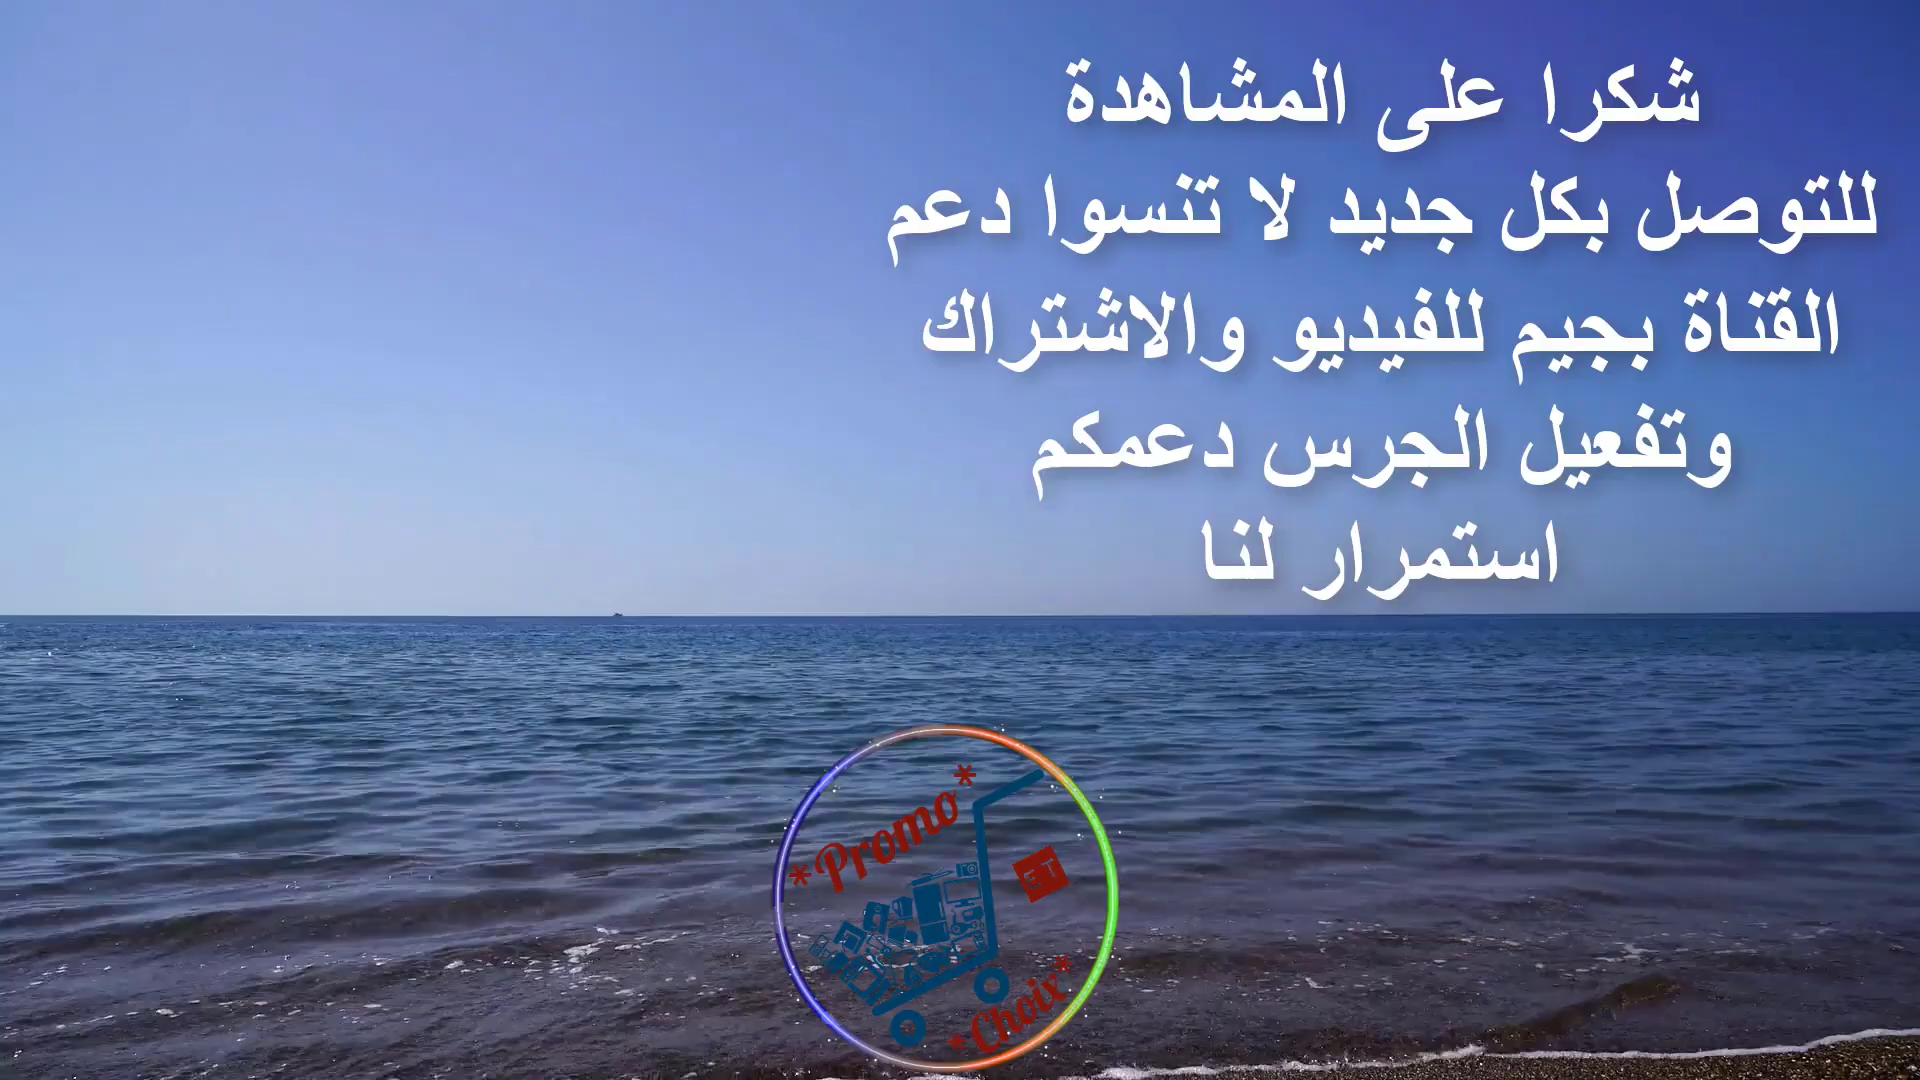 شكرا على المشاهدة
للتوصل بكل جديد لا تنسوا دعم
القناة بجيم للفيديو والاشتراك
وتفعيل الجرس دعمكم
استمرار لنا
*Promo*
*Choix*